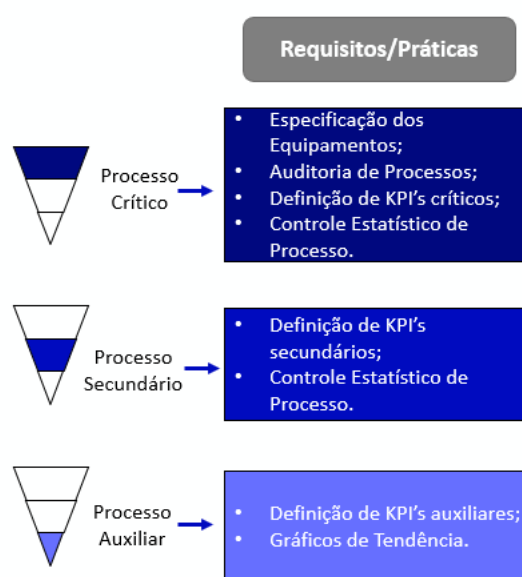 Requisitos/Práticas
Processo
Crítico
• Especificação dos
Equipamentos;
• Auditoria de Processos;
• Definição de KPI's críticos;
• Controle Estatístico de
Processo.
Processo
Secundário
• Definição de KPI's
secundários;
• Controle Estatístico de
Processo.
Processo
Auxiliar
• Definição de KPI's auxiliares;
• Gráficos de Tendência.